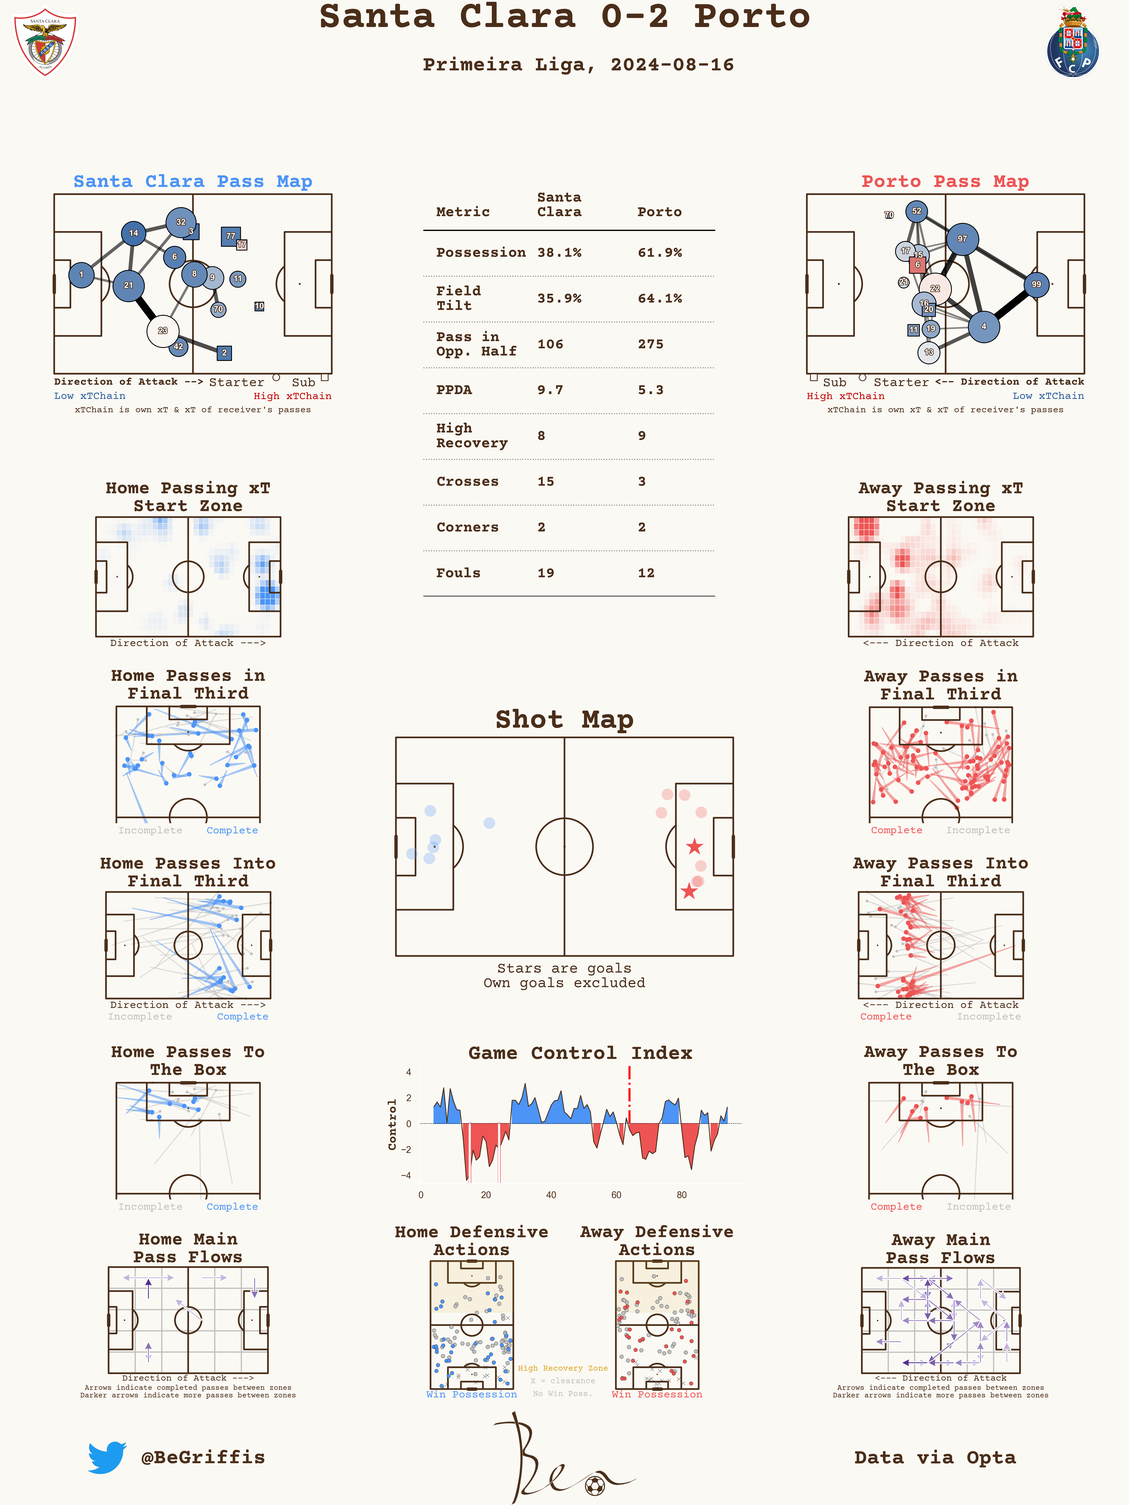 Santa Clara 0-2 Porto
Primeira Liga, 2024-08-16
SANTA CLARA
FCP
Santa Clara Pass Map
1 14 32 3 77 17 6 21 8 9 11 70 10 23 42 2
Direction of Attack --> Starter Sub
Low xTChain High xTChain
xTChain is own xT & xT of receiver's passes
Metric Santa Clara Porto
Possession 38.1% 61.9%
Field Tilt 35.9% 64.1%
Pass in Opp. Half 106 275
PPDA 9.7 5.3
High Recovery 8 9
Crosses 15 3
Corners 2 2
Fouls 19 12
Porto Pass Map
70 52 97 17 15 6 21 22 99 16 20 11 19 4 13
Sub Starter <-- Direction of Attack
High xTChain Low xTChain
xTChain is own xT & xT of receiver's passes
Home Passing xT
Start Zone
Direction of Attack --->
Away Passing xT
Start Zone
<--- Direction of Attack
Home Passes in
Final Third
Incomplete Complete
Away Passes in
Final Third
Complete Incomplete
Shot Map
Stars are goals
Own goals excluded
Home Passes Into
Final Third
Direction of Attack --->
Incomplete Complete
Away Passes Into
Final Third
<--- Direction of Attack
Complete Incomplete
Home Passes To
The Box
Incomplete Complete
Game Control Index
Control
4
2
0
−2
−4
0 20 40 60 80
Away Passes To
The Box
Complete Incomplete
Home Main
Pass Flows
Direction of Attack --->
Arrows indicate completed passes between zones
Darker arrows indicate more passes between zones
Home Defensive
Actions
Win Possession
Away Defensive
Actions
Win Possession
High Recovery Zone
X = clearance
No Win Poss.
Away Main
Pass Flows
<--- Direction of Attack
Arrows indicate completed passes between zones
Darker arrows indicate more passes between zones
@BeGriffis
Data via Opta